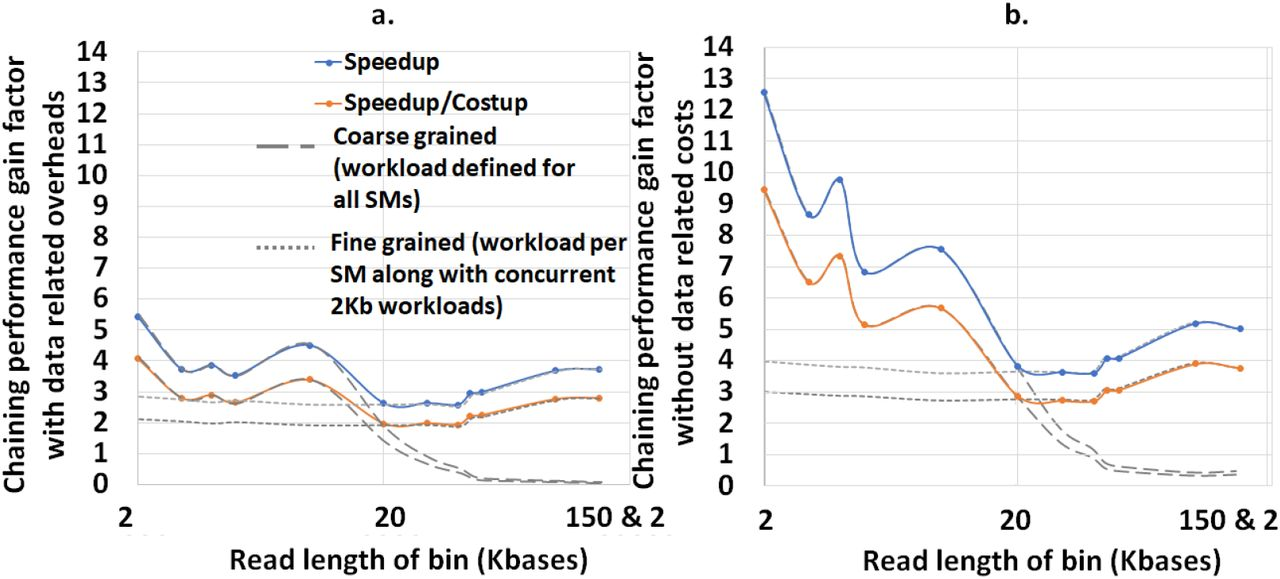 a.
Chaining performance gain factor
with data related overheads
14
13
12
11
10
9
8
7
6
5
4
3
2
1
0
Speedup
Speedup/Costup
Coarse grained
(workload defined for
all SMs)
Fine grained (workload per
SM along with concurrent
2Kb workloads)
2
20
150 & 2
Read length of bin (Kbases)
b.
Chaining performance gain factor
without data related costs
14
13
12
11
10
9
8
7
6
5
4
3
2
1
0
2
20
150 & 2
Read length of bin (Kbases)